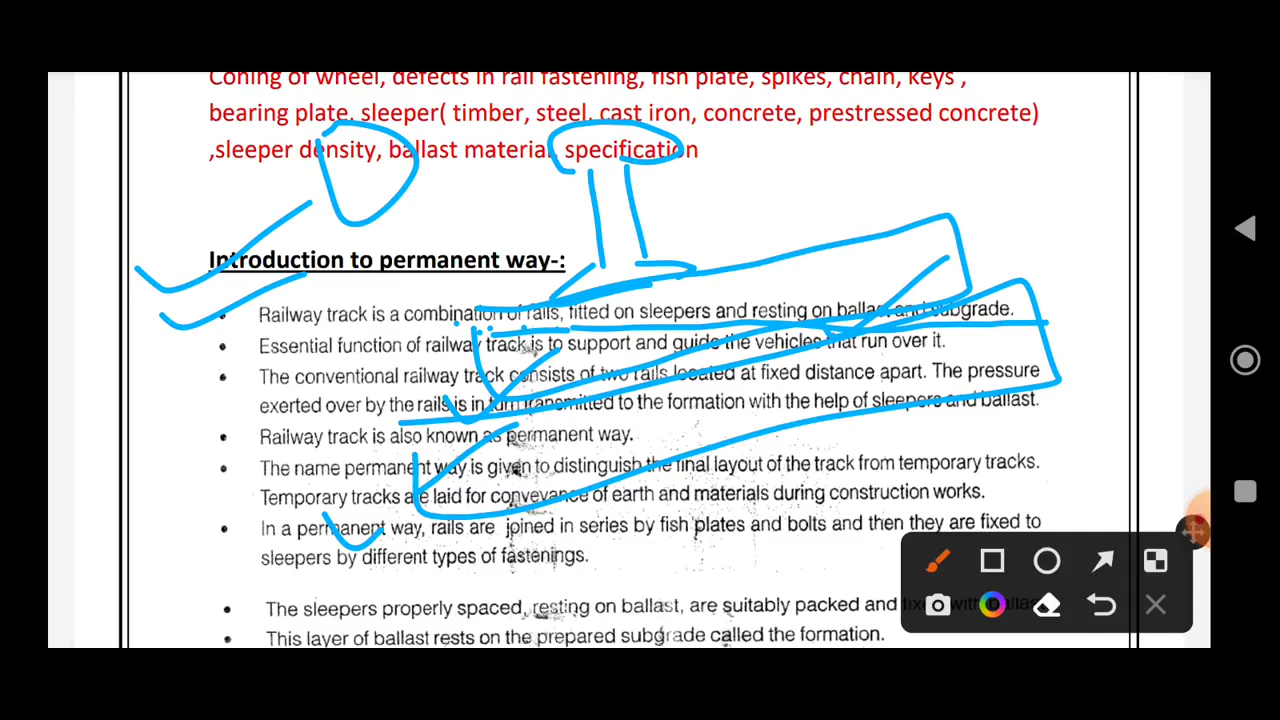 Coning of wheel, defects in rail fastening, fish plate, spikes, chain, keys ,
bearing plate, sleeper( timber, steel, cast iron, concrete, prestressed concrete)
,sleeper density, ballast material, specification
Introduction to permanent way-:
• Railway track is a combination of rails, fitted on sleepers and resting on ballast and subgrade.
• Essential function of railway track is to support and guide the vehicles that run over it.
• The conventional railway track consists of two rails located at fixed distance apart. The pressure
exerted over by the rails is in turn transmitted to the formation with the help of sleepers and ballast.
• Railway track is also known as permanent way.
• The name permanent way is given to distinguish the final layout of the track from temporary tracks.
Temporary tracks are laid for conveyance of earth and materials during construction works.
• In a permanent way, rails are joined in series by fish plates and bolts and then they are fixed to
sleepers by different types of fastenings.
• The sleepers properly spaced, resting on ballast, are suitably packed and fixed with ballast
• This layer of ballast rests on the prepared subgrade called the formation.